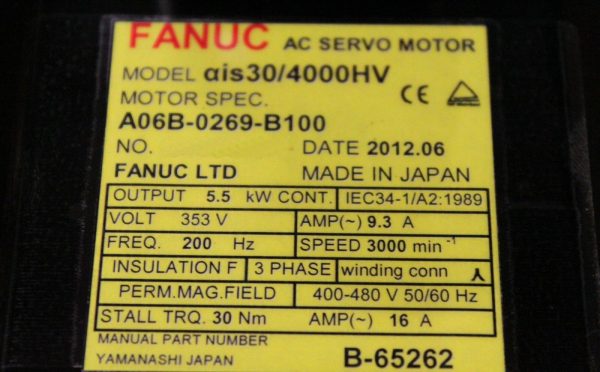 FANUC AC SERVO MOTOR
MODEL αis30/4000HV
MOTOR SPEC.
CE
A06B-0269-B100
NO. DATE 2012.06
FANUC LTD MADE IN JAPAN
OUTPUT 5.5 kW CONT. IEC34-1/A2:1989
VOLT 353 V AMP(~) 9.3 A
FREQ. 200 Hz SPEED 3000 min⁻¹
INSULATION F 3 PHASE winding conn
PERM.MAG.FIELD 400-480 V 50/60 Hz
STALL TRQ. 30 Nm AMP(~) 16 A
MANUAL PART NUMBER
YAMANASHI JAPAN B-65262